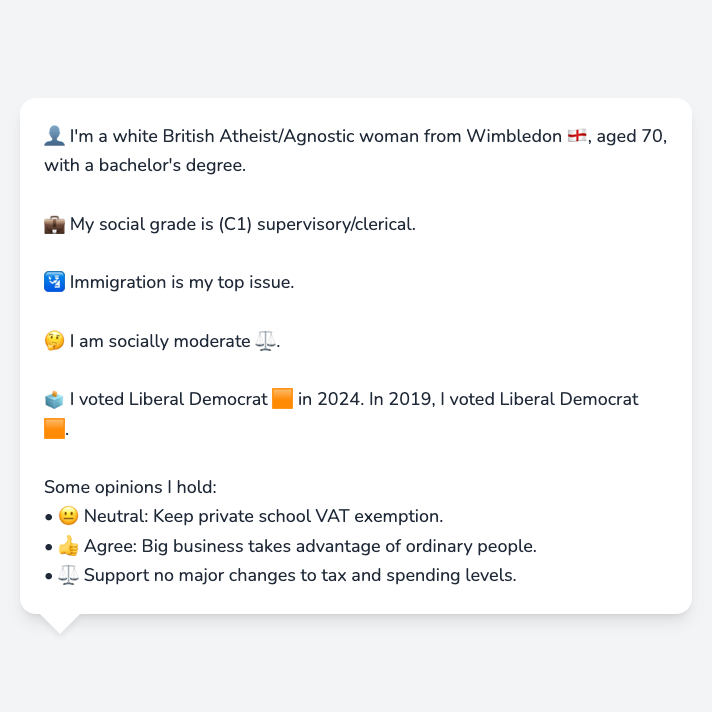 👤 I'm a white British Atheist/Agnostic woman from Wimbledon 🏴󠁧󠁢󠁥󠁮󠁧󠁿, aged 70,
with a bachelor's degree.
💼 My social grade is (C1) supervisory/clerical.
🛂 Immigration is my top issue.
🤔 I am socially moderate ⚖️.
🗳️ I voted Liberal Democrat 🟧 in 2024. In 2019, I voted Liberal Democrat
🟧.
Some opinions I hold:
• 😐 Neutral: Keep private school VAT exemption.
• 👍 Agree: Big business takes advantage of ordinary people.
• ⚖️ Support no major changes to tax and spending levels.